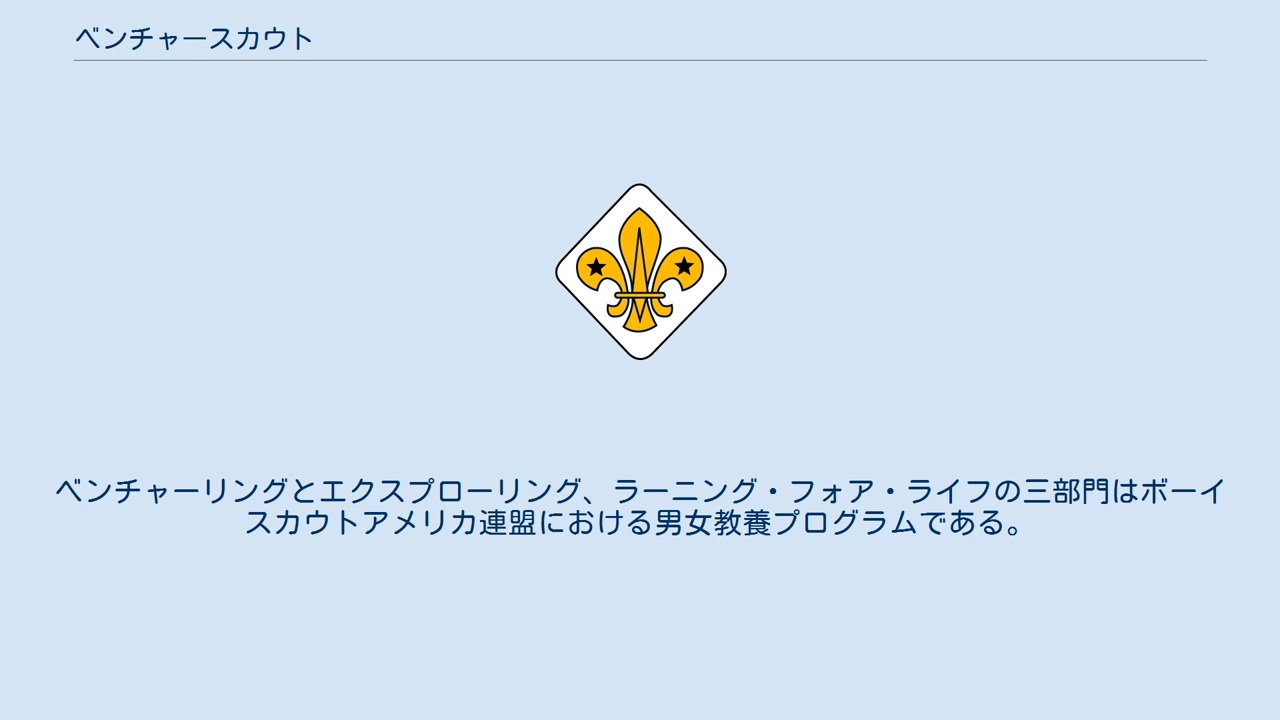 ベンチャースカウト
ベンチャーリングとエクスプローリング、ラーニング・フォア・ライフの三部門はボーイ
スカウトアメリカ連盟における男女教養プログラムである。